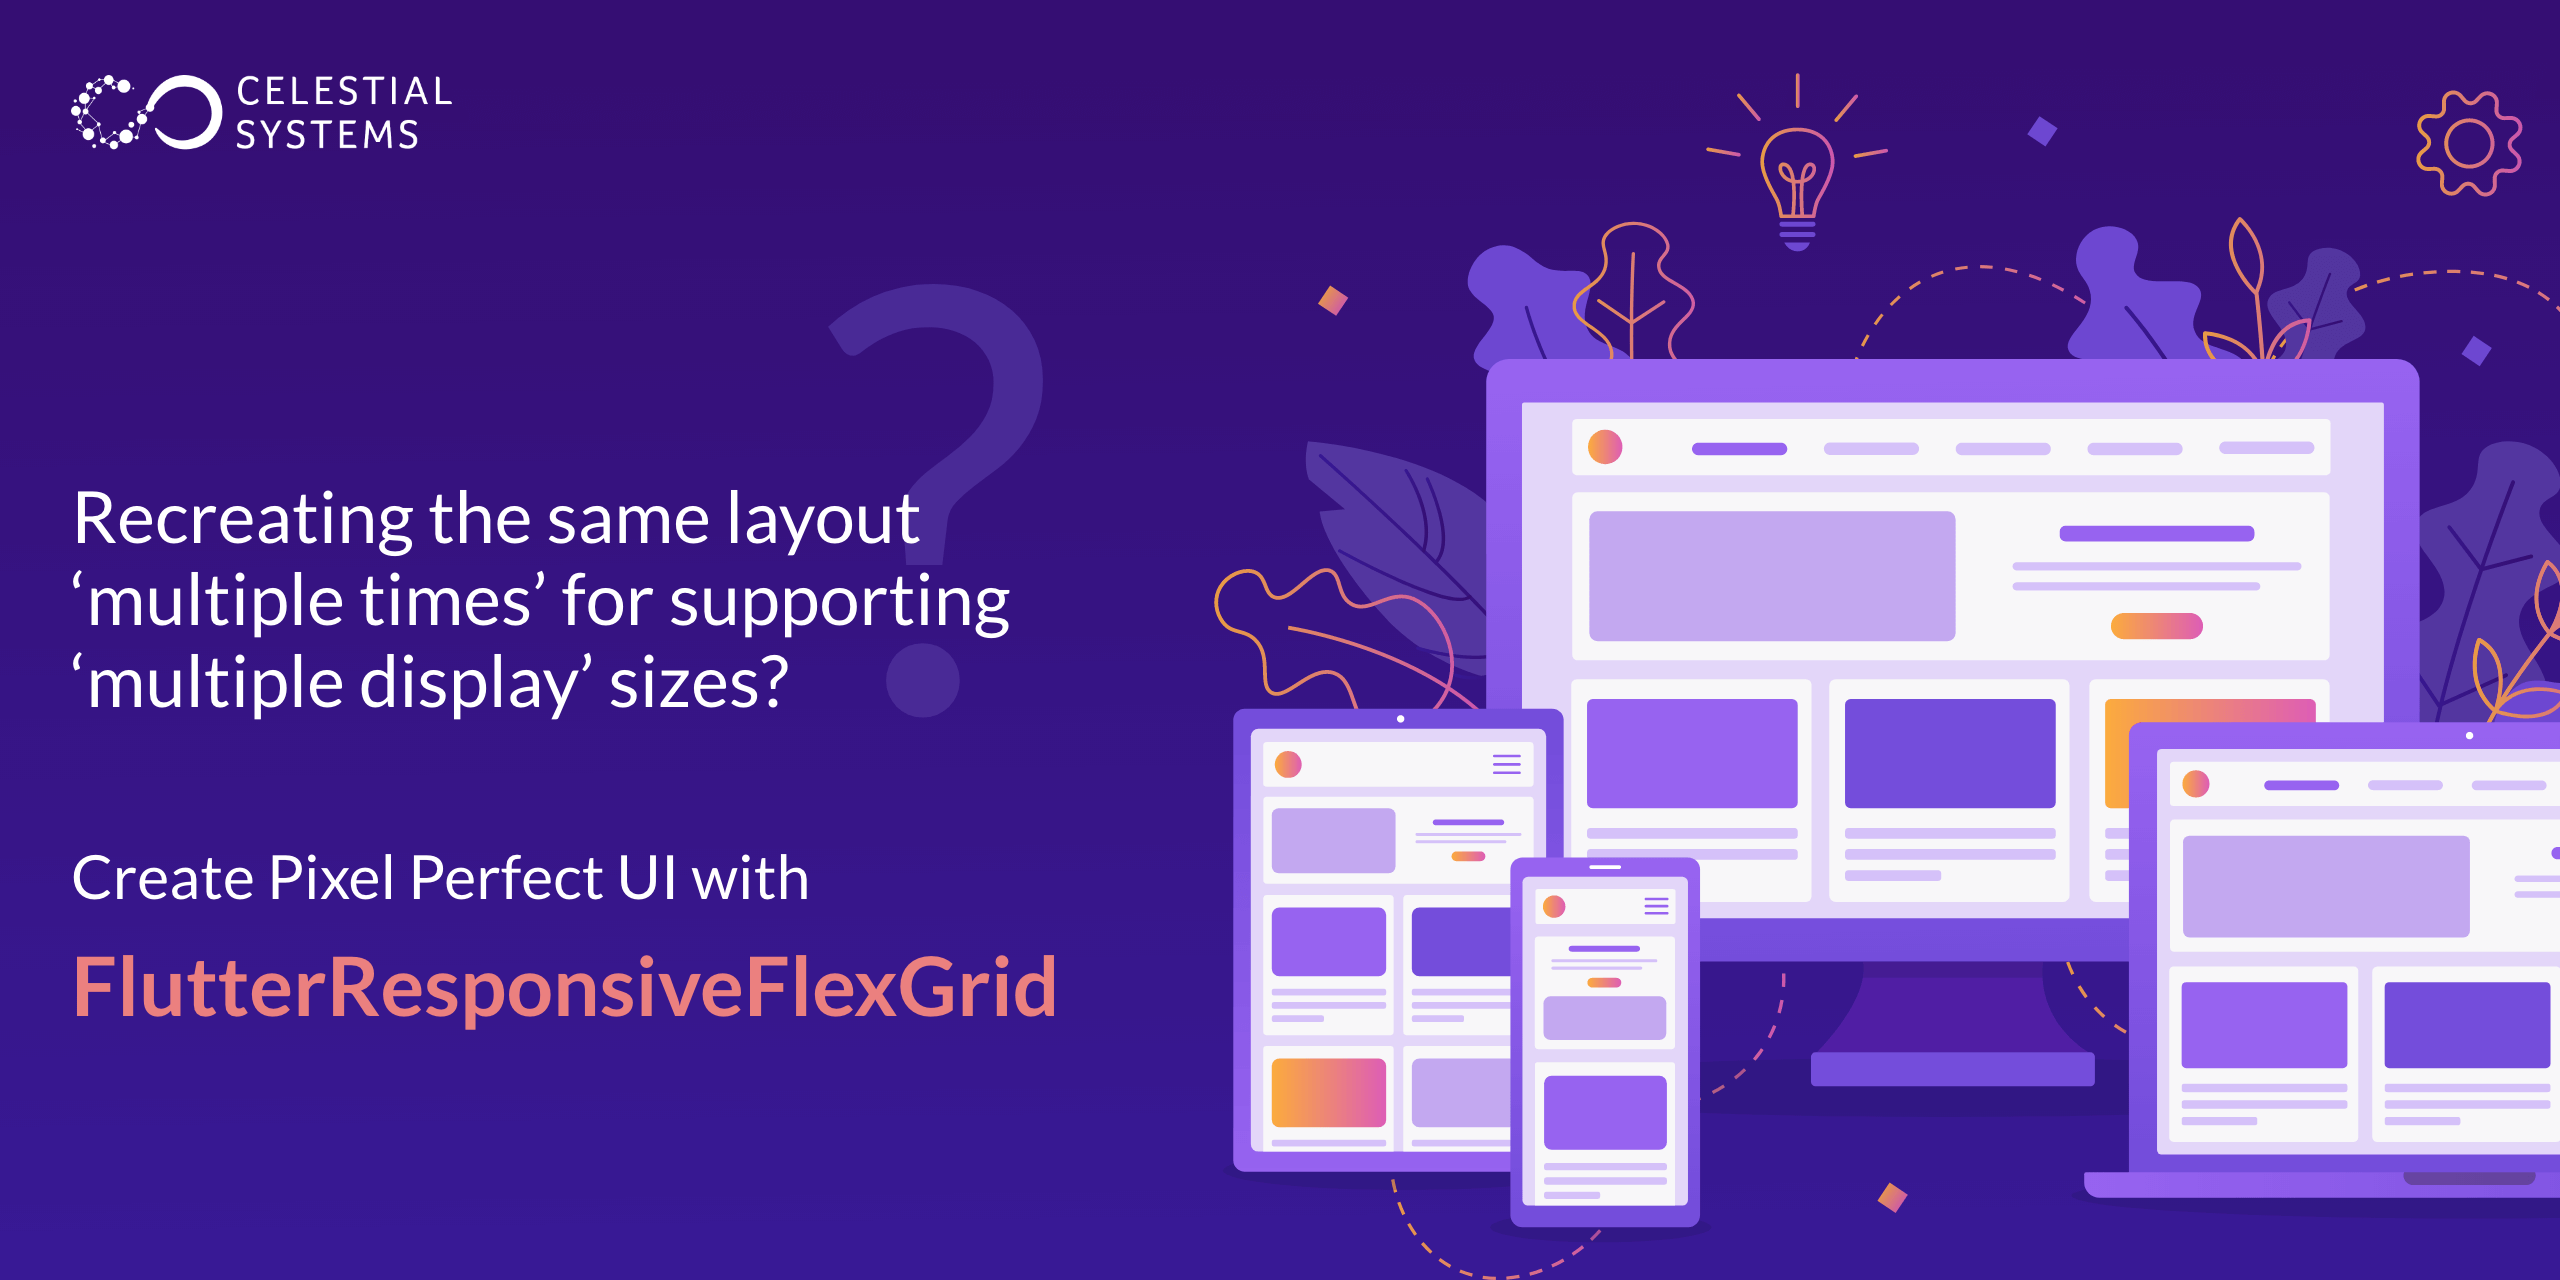 CELESTIAL
SYSTEMS
?
Recreating the same layout
‘multiple times’ for supporting
‘multiple display’ sizes?
Create Pixel Perfect UI with
FlutterResponsiveFlexGrid